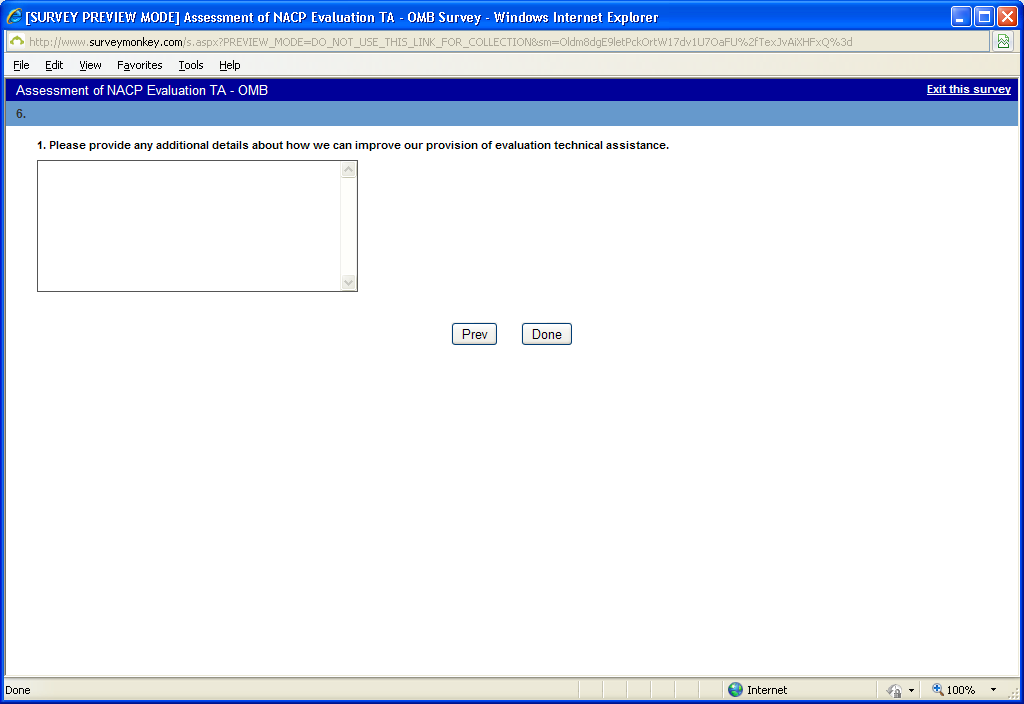 [SURVEY PREVIEW MODE] Assessment of NACP Evaluation TA - OMB Survey - Windows Internet Explorer
http://www.surveymonkey.com/s.aspx?PREVIEW_MODE=DO_NOT_USE_THIS_LINK_FOR_COLLECTION&sm=Oldm8dgE9letPckOrtW17dv1U7OaFU%2fTexJvAiXHFxQ%3d
File Edit View Favorites Tools Help
Assessment of NACP Evaluation TA - OMB Exit this survey
6.
1. Please provide any additional details about how we can improve our provision of evaluation technical assistance.
Prev Done
Done Internet 100%